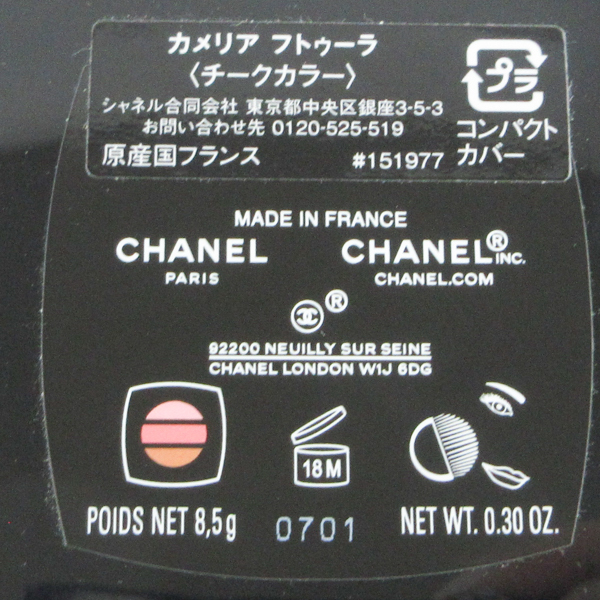 カメリア フトゥーラ
〈チークカラー〉
シャネル合同会社 東京都中央区銀座3-5-3
お問い合わせ先 0120-525-519
原産国フランス #151977
プラ
コンパクト
カバー
MADE IN FRANCE
CHANEL
PARIS
CHANEL® INC.
CHANEL.COM
®
92200 NEUILLY SUR SEINE
CHANEL LONDON W1J 6DG
18M
POIDS NET 8,5g
0701
NET WT. 0.30 OZ.